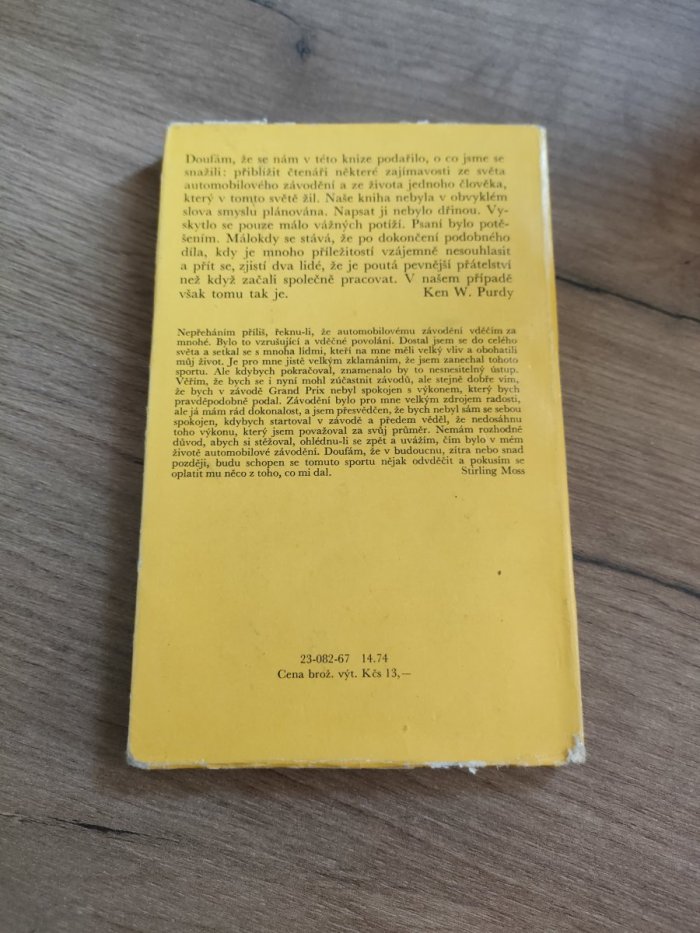 Doufám, že se nám v této knize podařilo, o co jsme se
snažili: přiblížit čtenáři některé zajímavosti ze světa
automobilového závodění a ze života jednoho člověka,
který v tomto světě žil. Naše kniha nebyla v obvyklém
slova smyslu plánována. Napsat ji nebylo dřinou. Vy-
skytlo se pouze málo vážných potíží. Psaní bylo potě-
šením. Málokdy se stává, že po dokončení podobného
díla, kdy je mnoho příležitostí vzájemně nesouhlasit
a přít se, zjistí dva lidé, že je poutá pevnější přátelství
než když začali společně pracovat. V našem případě
však tomu tak je. Ken W. Purdy
Nepřeháním příliš, řeknu-li, že automobilovému závodění vděčím za
mnohé. Bylo to vzrušující a vděčné povolání. Dostal jsem se do celého
světa a setkal se s mnoha lidmi, kteří na mne měli velký vliv a obohatili
můj život. Je pro mne jistě velkým zklamáním, že jsem zanechal tohoto
sportu. Ale kdybych pokračoval, znamenalo by to nesnesitelný ústup.
Věřím, že bych se i nyní mohl zúčastnit závodů, ale stejně dobře vím,
že bych v závodě Grand Prix nebyl spokojen s výkonem, který bych
pravděpodobně podal. Závodění bylo pro mne velkým zdrojem radosti,
ale já mám rád dokonalost, a jsem přesvědčen, že bych nebyl sám se sebou
spokojen, kdybych startoval v závodě a předem věděl, že nedosáhnu
toho výkonu, který jsem považoval za svůj průměr. Nemám rozhodně
důvod, abych si stěžoval, ohlédnu-li se zpět a uvážím, čím bylo v mém
životě automobilové závodění. Doufám, že v budoucnu, zítra nebo snad
později, budu schopen se tomuto sportu nějak odvděčit a pokusím se
oplatit mu něco z toho, co mi dal. Stirling Moss
23-082-67 14.74
Cena brož. výt. Kčs 13,—